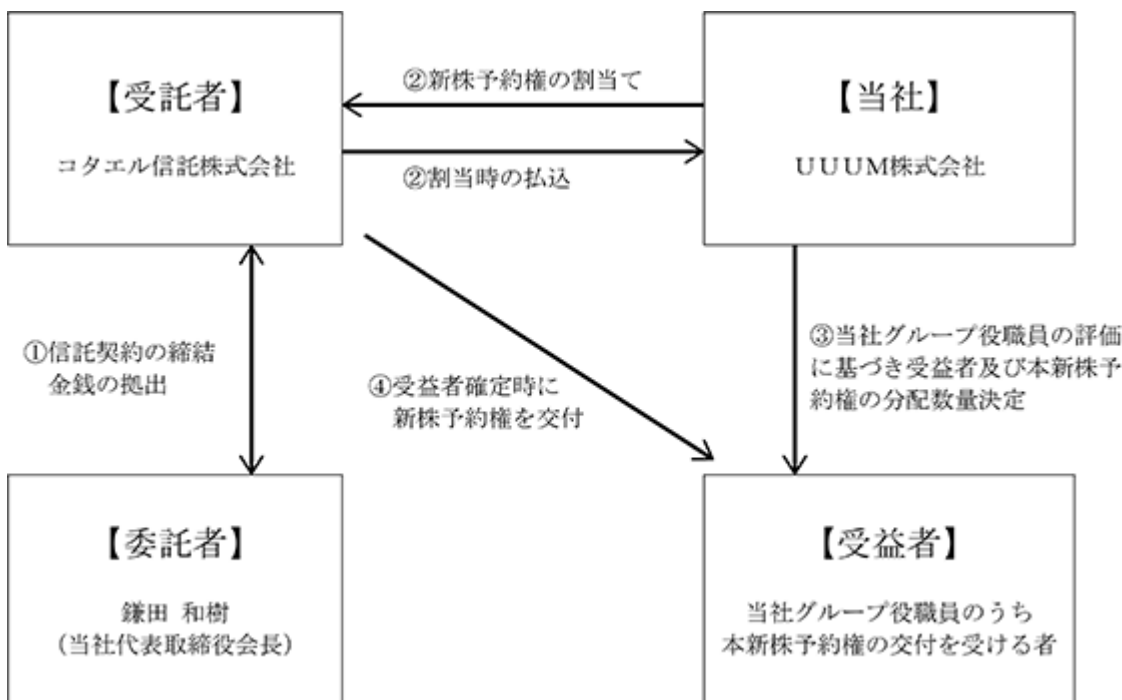 【受託者】
コタエル信託株式会社
②新株予約権の割当て
②割当時の払込
【当社】
ＵＵＵＭ株式会社
①信託契約の締結
金銭の拠出
④受益者確定時に
新株予約権を交付
③当社グループ役職員の評価
に基づき受益者及び本新株予
約権の分配数量決定
【委託者】
鎌田 和樹
（当社代表取締役会長）
【受益者】
当社グループ役職員のうち
本新株予約権の交付を受ける者